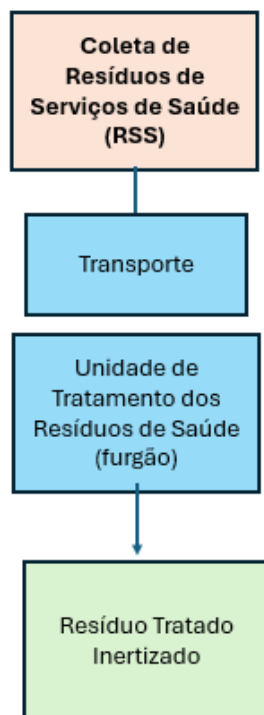 Coleta de
Resíduos de
Serviços de Saúde
(RSS)
Transporte
Unidade de
Tratamento dos
Resíduos de Saúde
(furgão)
Resíduo Tratado
Inertizado